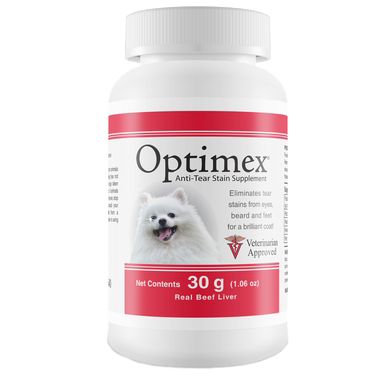 Optimex®
Anti-Tear Stain Supplement
Eliminates tear
stains from eyes,
beard and feet
for a brilliant coat!
Veterinarian
Approved
Net Contents 30 g (1.06 oz)
Real Beef Liver